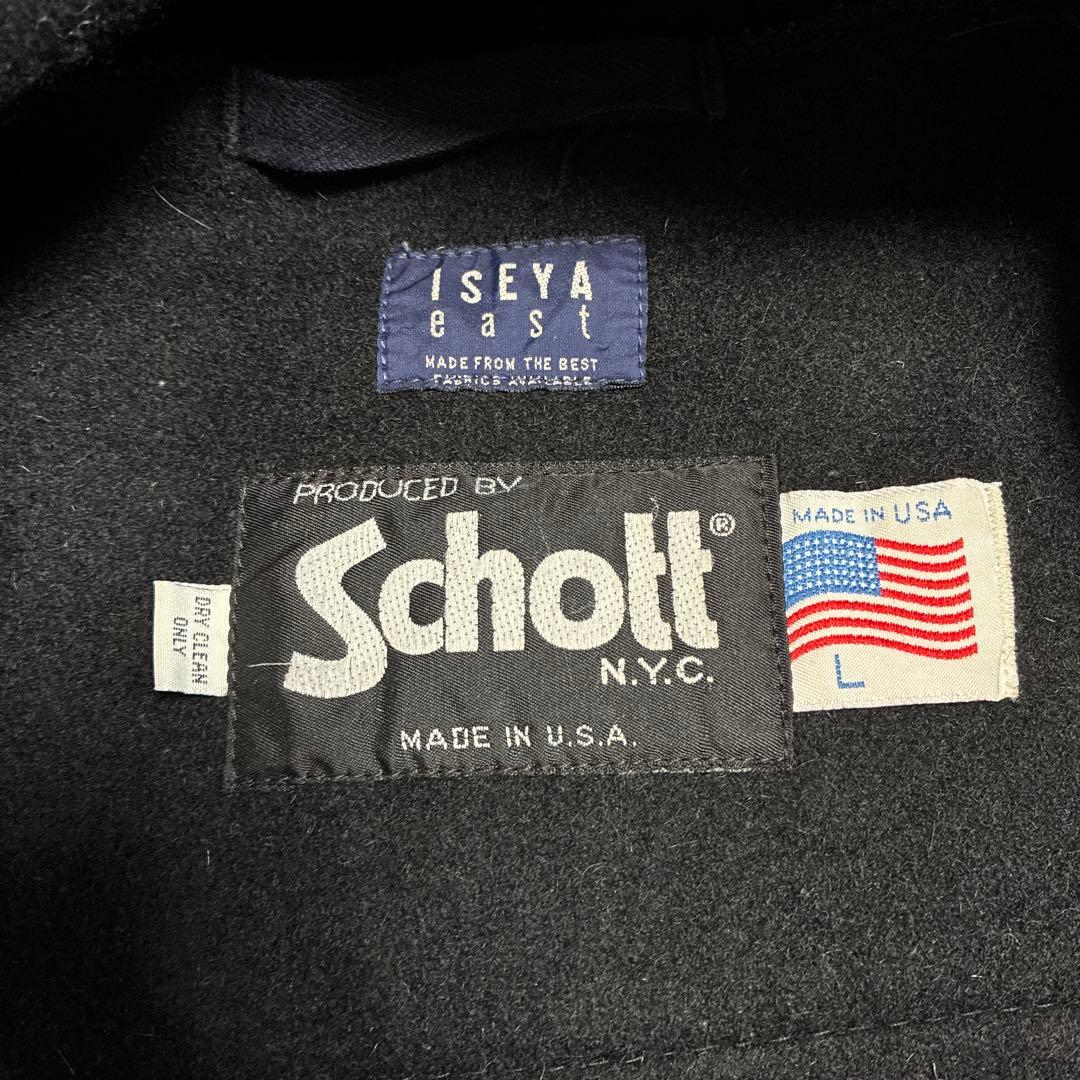 ISEYA
east
MADE FROM THE BEST
FABRICS AVAILABLE
PRODUCED BY
Schott®
N.Y.C.
MADE IN U.S.A.
MADE IN USA
L
DRY CLEAN
ONLY